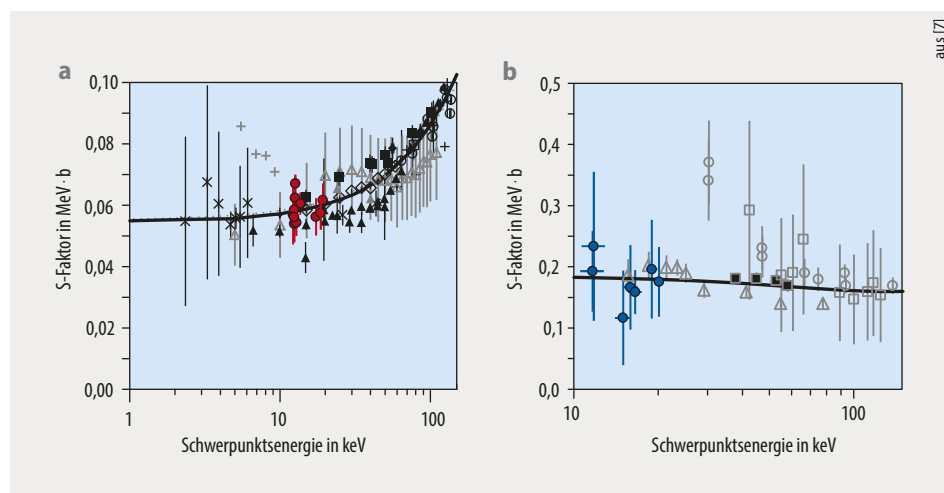 aus [7]
a
S-Faktor in MeV · b
0,10
0,08
0,06
0,04
0,02
0,00
1
10
100
Schwerpunktsenergie in keV
b
S-Faktor in MeV · b
0,5
0,4
0,3
0,2
0,1
0,0
10
100
Schwerpunktsenergie in keV